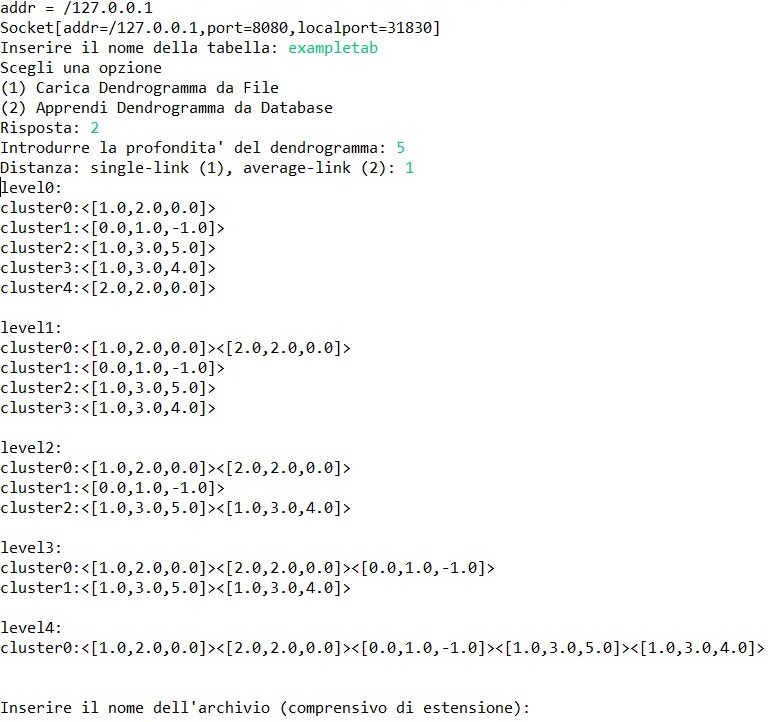 addr = /127.0.0.1
Socket[addr=/127.0.0.1,port=8080,localport=31830]
Inserire il nome della tabella: exampletab
Scegli una opzione
(1) Carica Dendrogramma da File
(2) Apprendi Dendrogramma da Database
Risposta: 2
Introdurre la profondita' del dendrogramma: 5
Distanza: single-link (1), average-link (2): 1
level0:
cluster0:<[1.0,2.0,0.0]>
cluster1:<[0.0,1.0,-1.0]>
cluster2:<[1.0,3.0,5.0]>
cluster3:<[1.0,3.0,4.0]>
cluster4:<[2.0,2.0,0.0]>
level1:
cluster0:<[1.0,2.0,0.0]><[2.0,2.0,0.0]>
cluster1:<[0.0,1.0,-1.0]>
cluster2:<[1.0,3.0,5.0]>
cluster3:<[1.0,3.0,4.0]>
level2:
cluster0:<[1.0,2.0,0.0]><[2.0,2.0,0.0]>
cluster1:<[0.0,1.0,-1.0]>
cluster2:<[1.0,3.0,5.0]><[1.0,3.0,4.0]>
level3:
cluster0:<[1.0,2.0,0.0]><[2.0,2.0,0.0]><[0.0,1.0,-1.0]>
cluster1:<[1.0,3.0,5.0]><[1.0,3.0,4.0]>
level4:
cluster0:<[1.0,2.0,0.0]><[2.0,2.0,0.0]><[0.0,1.0,-1.0]><[1.0,3.0,5.0]><[1.0,3.0,4.0]>
Inserire il nome dell'archivio (comprensivo di estensione):